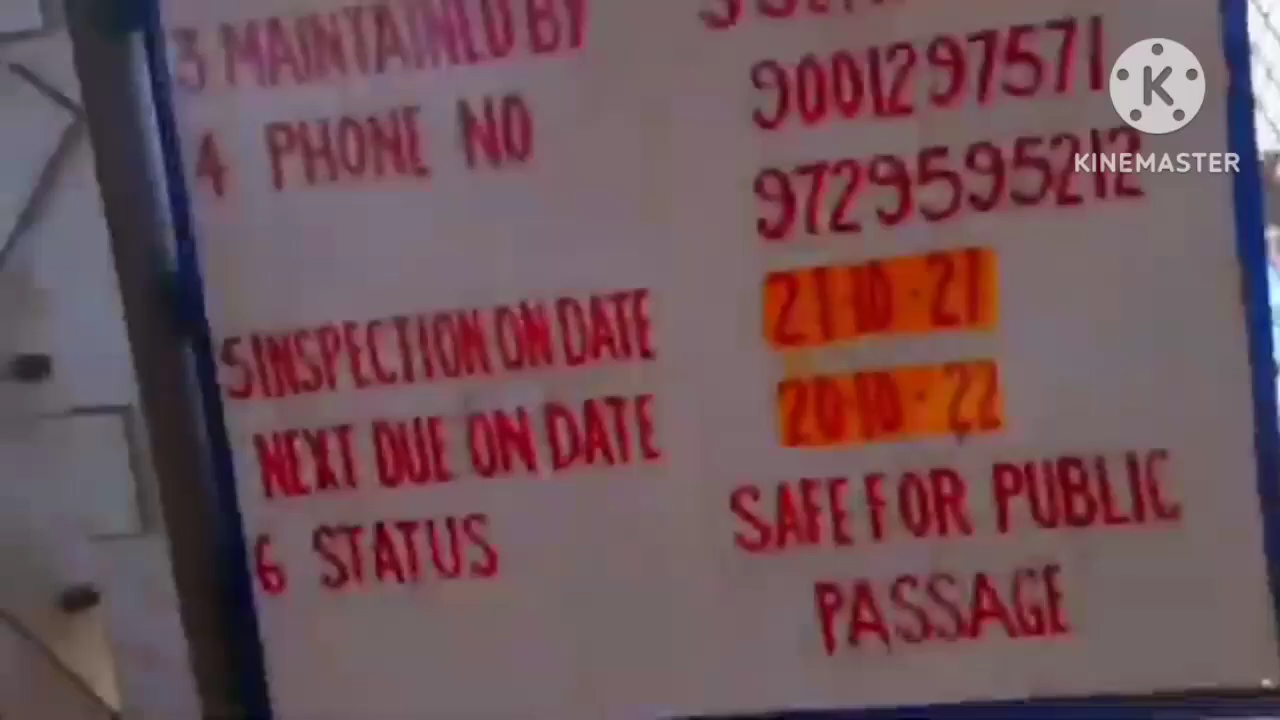 3 MAINTAINED BY
4 PHONE NO 9001297571
9729595212
5 INSPECTION ON DATE 21·10·21
NEXT DUE ON DATE 20·10·22
6 STATUS SAFE FOR PUBLIC
PASSAGE
K
KINEMASTER